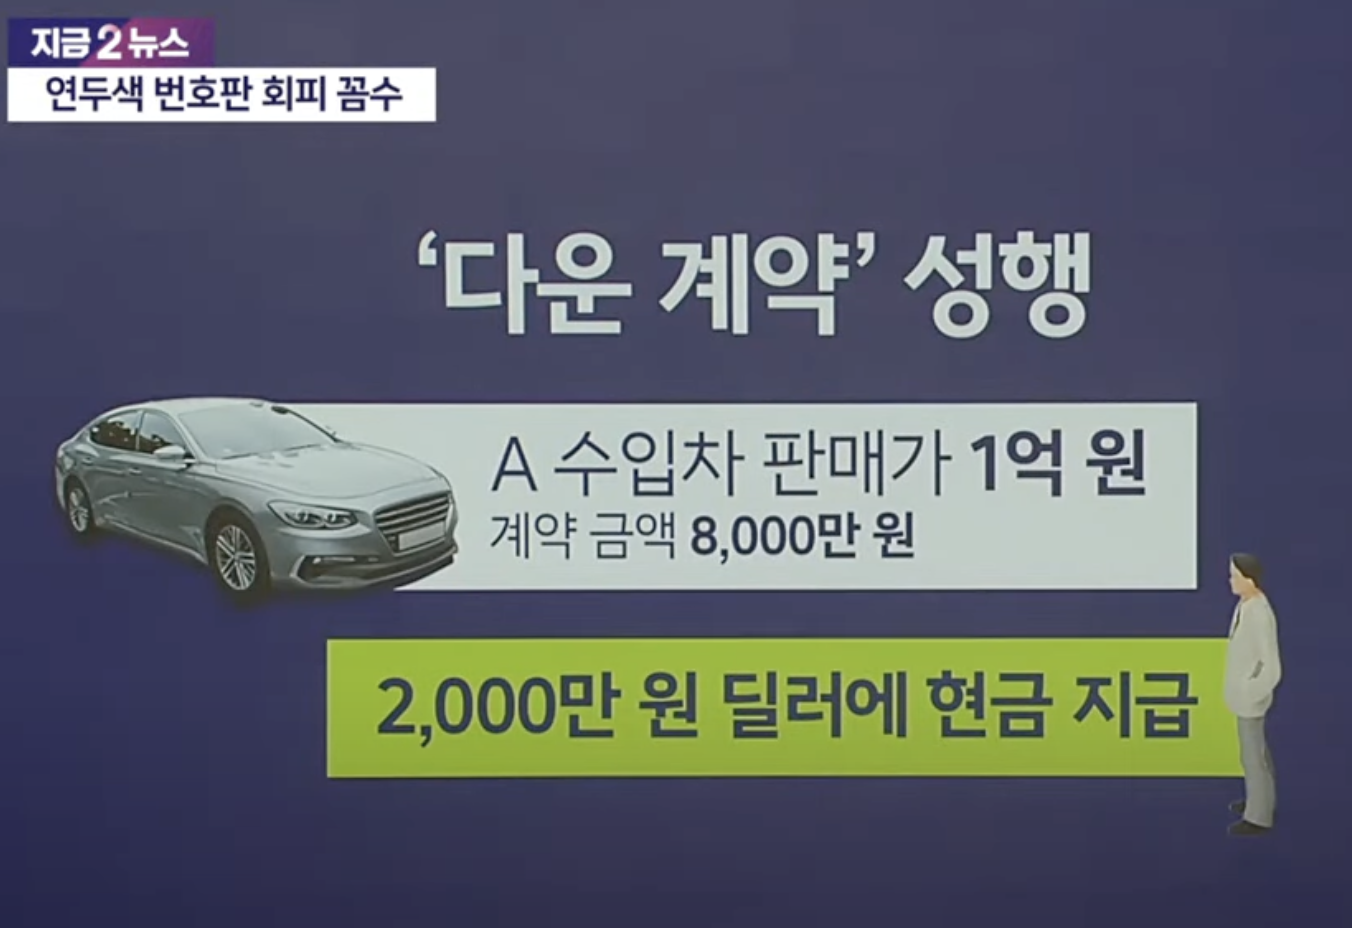 지금2뉴스
연두색 번호판 회피 꼼수
‘다운 계약’ 성행
A 수입차 판매가 1억 원
계약 금액 8,000만 원
2,000만 원 딜러에 현금 지급